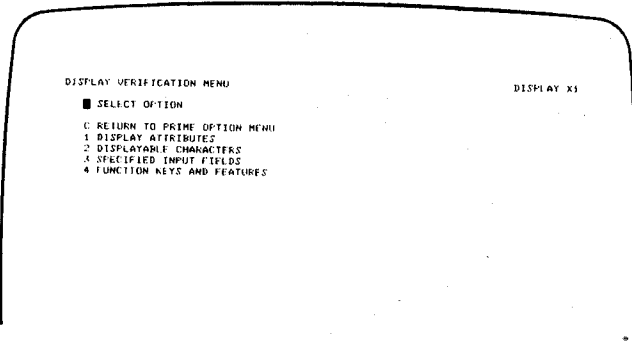 DISPLAY VERIFICATION MENU
DISPLAY X1
SELECT OPTION
C RETURN TO PRIME OPTION MENU
1 DISPLAY ATTRIBUTES
2 DISPLAYABLE CHARACTERS
3 SPECIFIED INPUT FIELDS
4 FUNCTION KEYS AND FEATURES